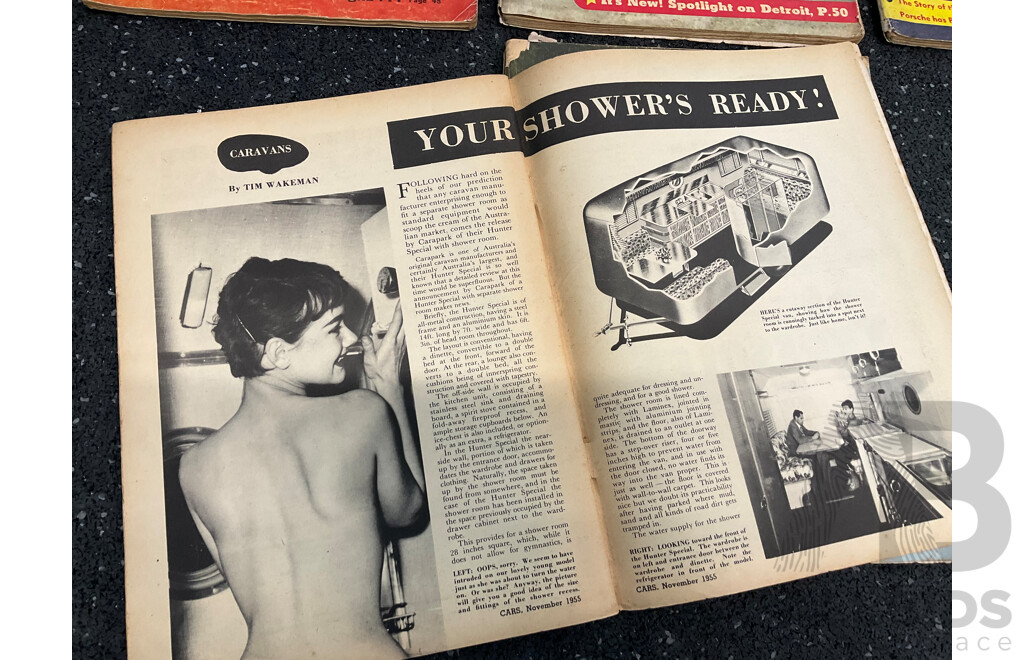 Page 48
★ It's New! Spotlight on Detroit, P.50
The Story of
Porsche has
YOUR SHOWER'S READY!
CARAVANS
By TIM WAKEMAN
FOLLOWING hard on the
heels of our prediction
that any caravan manu-
facturer enterprising enough to
fit a separate shower room as
standard equipment would
scoop the cream of the Austra-
lian market, comes the release
by Carapark of their Hunter
Special with shower room.
Carapark is one of Australia's
original caravan manufacturers and
certainly Australia's largest, and
their Hunter Special is so well
known that a detailed review at this
time would be superfluous. But the
announcement by Carapark of a
Hunter Special with separate shower
room makes news.
Briefly, the Hunter Special is of
all-metal construction, having a steel
frame and an aluminium skin. It is
14ft. long by 7ft. wide and has 6ft.
3in. of head room throughout.
The layout is conventional, having
a dinette, convertible to a double
bed at the front, forward of the
door. At the rear, a lounge also con-
verts to a double bed, all the
cushions being of innerspring con-
struction and covered with tapestry.
The off-side wall is occupied by
the kitchen unit, consisting of a
stainless steel sink and draining
board, a spirit stove contained in a
fold-away fireproof recess, and
ample storage cupboards below. An
ice-chest is also included, or option-
ally as an extra, a refrigerator.
In the Hunter Special the near-
side wall, portion of which is taken
up by the entrance door, accommo-
dates the wardrobe and drawers for
clothing. Naturally, the space taken
up by the shower room must be
found from somewhere, and in the
case of the Hunter Special the
shower room has been installed in
the space previously occupied by the
drawer cabinet next to the ward-
robe.
This provides for a shower room
28 inches square, which, while it
does not allow for gymnastics, is
LEFT: OOPS, sorry. We seem to have
intruded on our lovely young model
just as she was about to turn the water
on. Or was she? Anyway, the picture
will give you a good idea of the size
and fittings of the shower recess.
CARS, November 1955
HERE'S a cutaway section of the Hunter
Special van, showing how the shower
room is cunningly tucked into a spot next
to the wardrobe. Just like home, isn't it?
quite adequate for dressing and un-
dressing, and for a good shower.
The shower room is lined com-
pletely with Laminex, joined in
mastic with aluminium joining
strips, and the floor, also of Lami-
nex, is drained to an outlet at one
side. The bottom of the doorway
has a step-over riser, four or five
inches high to prevent water from
entering the van, and in use with
the door closed, no water finds its
way into the van proper. This is
just as well — the floor is covered
with wall-to-wall carpet. This looks
nice but we doubt its practicability
after having parked where mud,
sand and all kinds of road dirt gets
tramped in.
The water supply for the shower
RIGHT: LOOKING toward the front of
the Hunter Special. The wardrobe is
on left and entrance door between the
wardrobe and dinette. Note the
refrigerator in front of the model.
CARS, November 1955